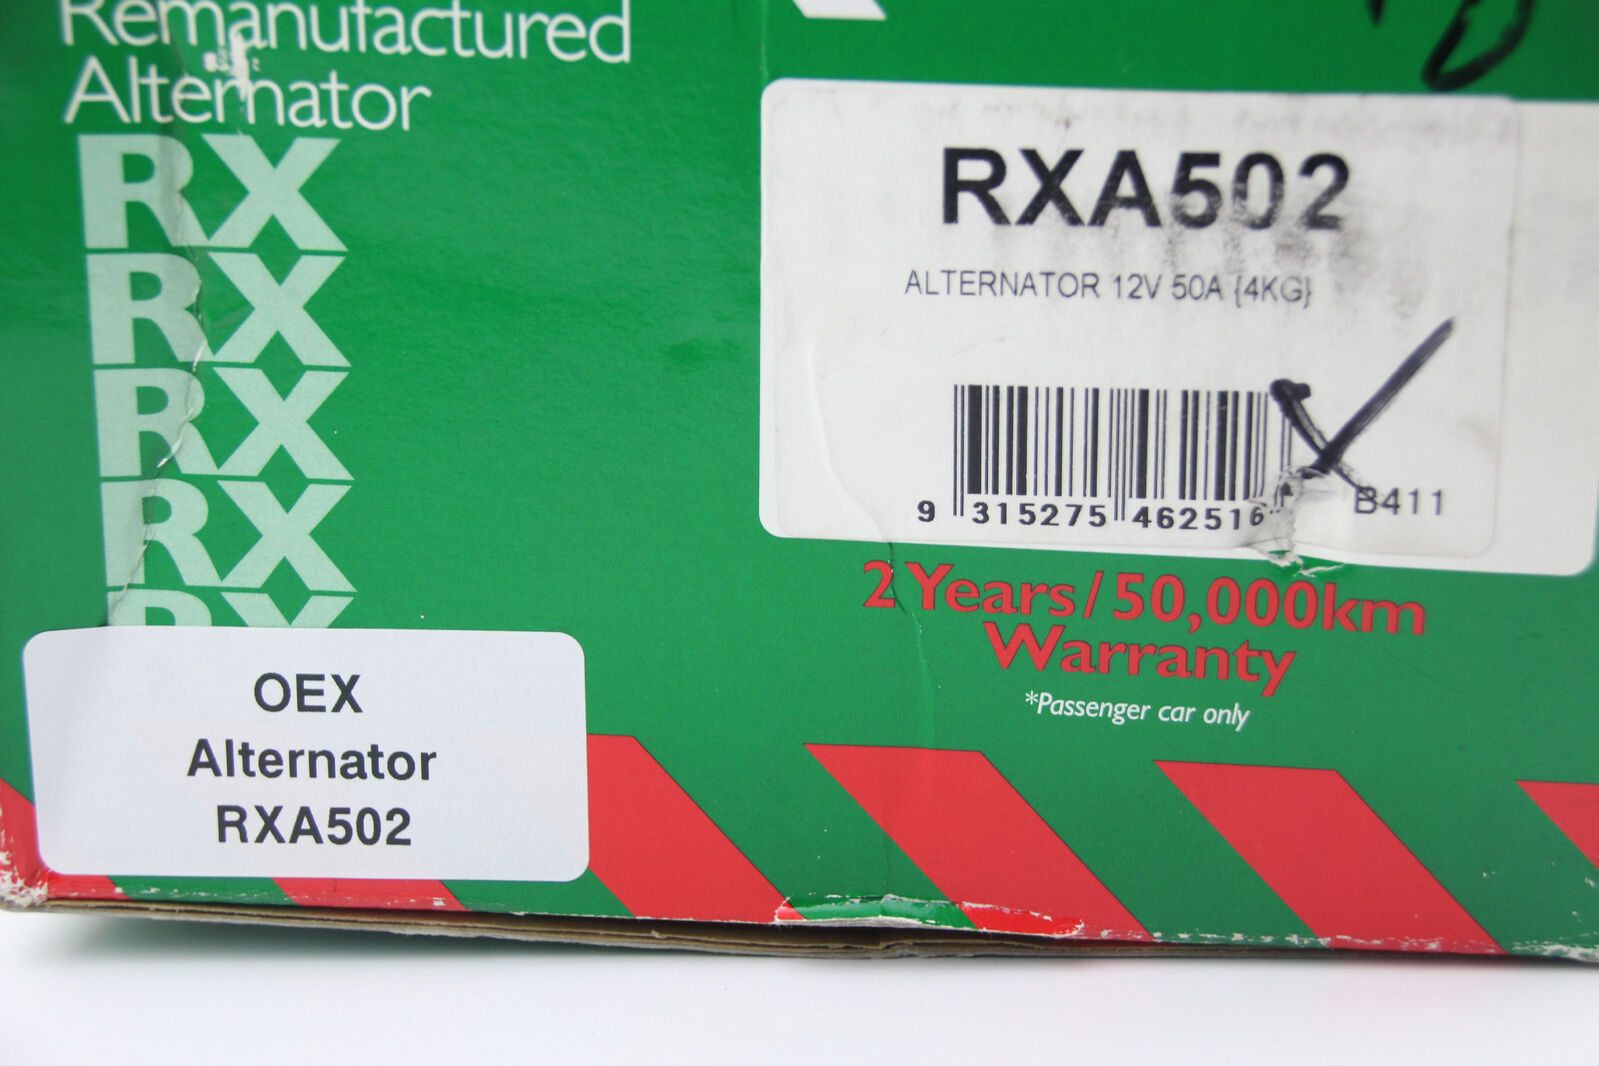 Remanufactured
Alternator
RX
RX
RX
RX
RX
RXA502
ALTERNATOR 12V 50A {4KG}
9 315275 462516
B411
2 Years/50,000km
Warranty
*Passenger car only
OEX
Alternator
RXA502